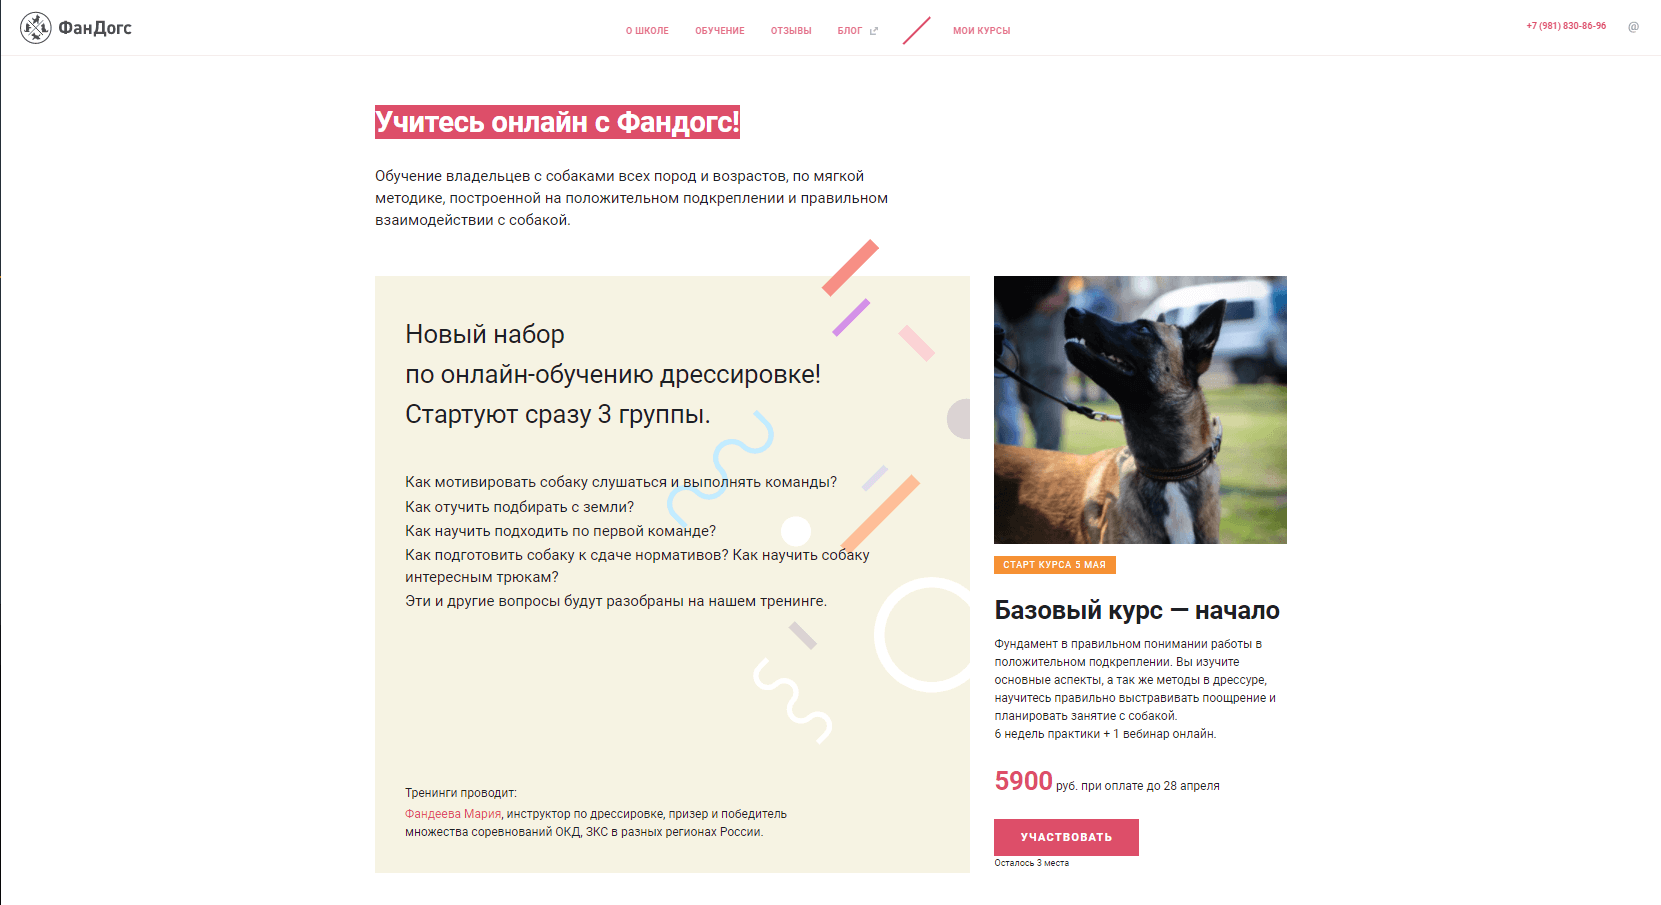 ФанДогс
О ШКОЛЕ ОБУЧЕНИЕ ОТЗЫВЫ БЛОГ МОИ КУРСЫ
+7 (981) 830-86-96 @
Учитесь онлайн с Фандогс!
Обучение владельцев с собаками всех пород и возрастов, по мягкой
методике, построенной на положительном подкреплении и правильном
взаимодействии с собакой.
Новый набор
по онлайн-обучению дрессировке!
Стартуют сразу 3 группы.
Как мотивировать собаку слушаться и выполнять команды?
Как отучить подбирать с земли?
Как научить подходить по первой команде?
Как подготовить собаку к сдаче нормативов? Как научить собаку
интересным трюкам?
Эти и другие вопросы будут разобраны на нашем тренинге.
Тренинги проводит:
Фандеева Мария, инструктор по дрессировке, призер и победитель
множества соревнований ОКД, ЗКС в разных регионах России.
СТАРТ КУРСА 5 МАЯ
Базовый курс — начало
Фундамент в правильном понимании работы в
положительном подкреплении. Вы изучите
основные аспекты, а так же методы в дрессуре,
научитесь правильно выстравивать поощрение и
планировать занятие с собакой.
6 недель практики + 1 вебинар онлайн.
5900 руб. при оплате до 28 апреля
УЧАСТВОВАТЬ
Осталось 3 места